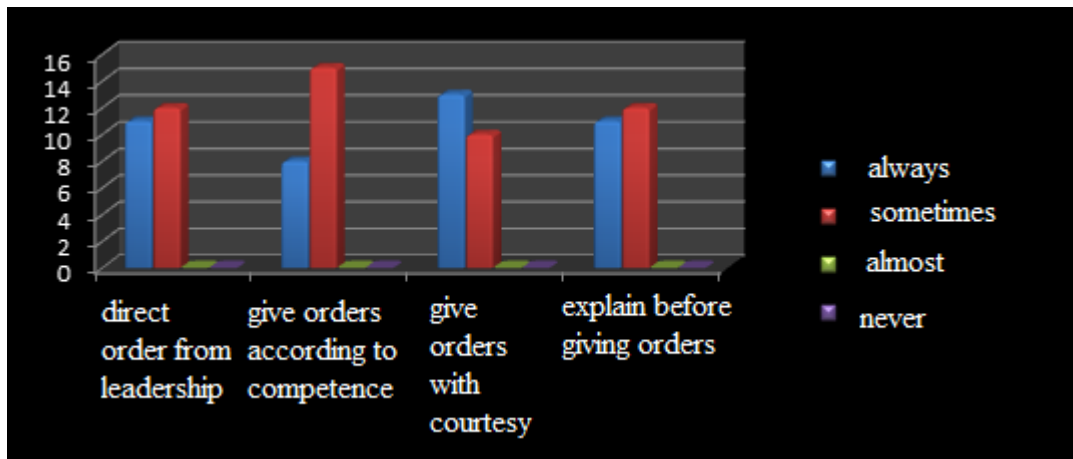 16
14
12
10
8
6
4
2
0
direct
order from
leadership
give orders
according to
competence
give
orders
with
courtesy
explain before
giving orders
always
sometimes
almost
never